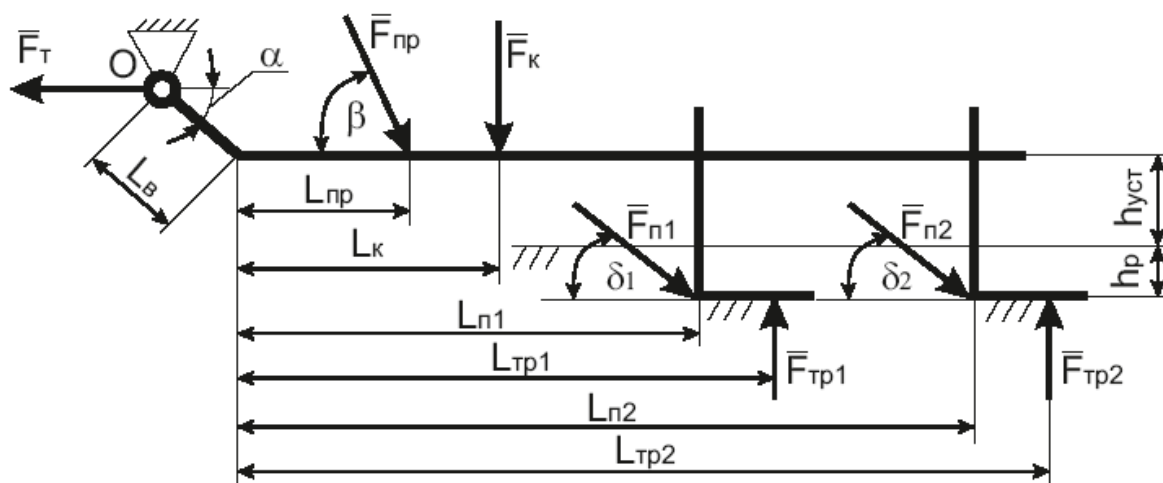 F̅т
O
α
F̅пр
F̅к
β
Lв
Lпр
Lк
F̅п1
F̅п2
hуст
hр
δ1
δ2
Lп1
Lтр1
F̅тр1
F̅тр2
Lп2
Lтр2